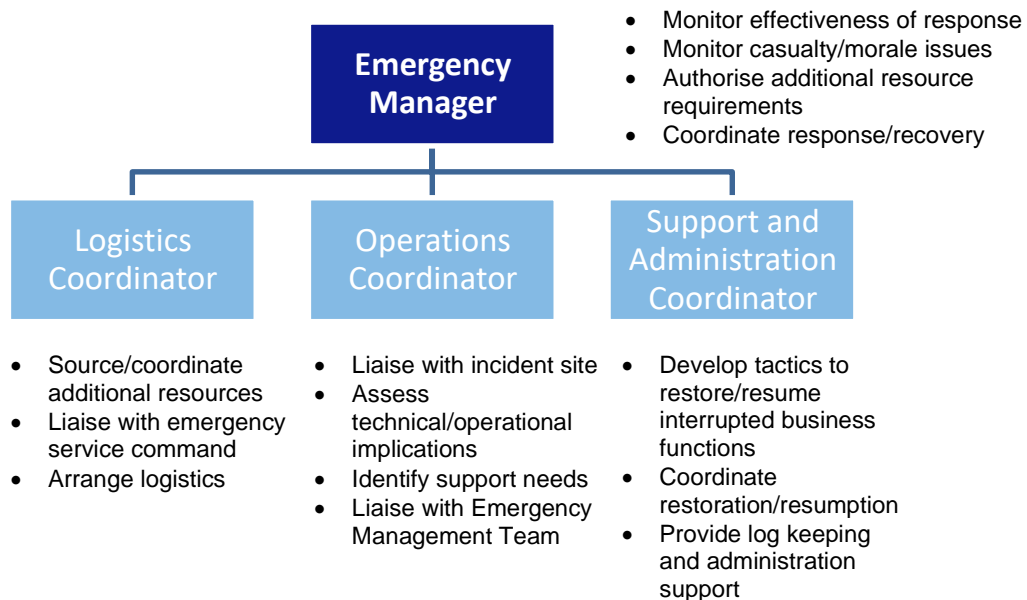 Emergency
Manager
• Monitor effectiveness of response
• Monitor casualty/morale issues
• Authorise additional resource
requirements
• Coordinate response/recovery
Logistics
Coordinator
Operations
Coordinator
Support and
Administration
Coordinator
• Source/coordinate
additional resources
• Liaise with emergency
service command
• Arrange logistics
• Liaise with incident site
• Assess
technical/operational
implications
• Identify support needs
• Liaise with Emergency
Management Team
• Develop tactics to
restore/resume
interrupted business
functions
• Coordinate
restoration/resumption
• Provide log keeping
and administration
support